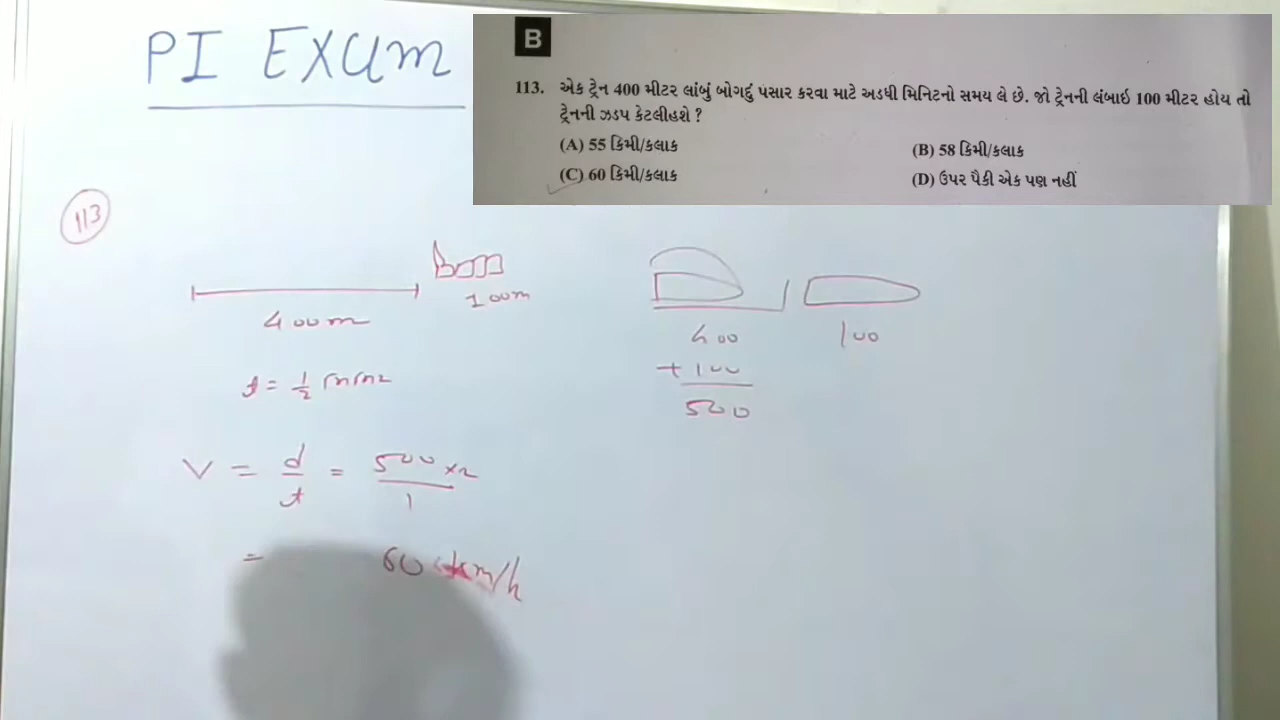 PI EXAM
B
113. એક ટ્રેન 400 મીટર લાંબું બોગદું પસાર કરવા માટે અડધી મિનિટનો સમય લે છે. જો ટ્રેનની લંબાઇ 100 મીટર હોય તો
ટ્રેનની ઝડપ કેટલીહશે ?
(A) 55 કિમી/કલાક
(B) 58 કિમી/કલાક
(C) 60 કિમી/કલાક
(D) ઉપર પૈકી એક પણ નહીં
113
100m
400m
400
100
+ 100
500
t = 1/2 min
V = d/t = 500 x 2 / 1
= 60 km/h